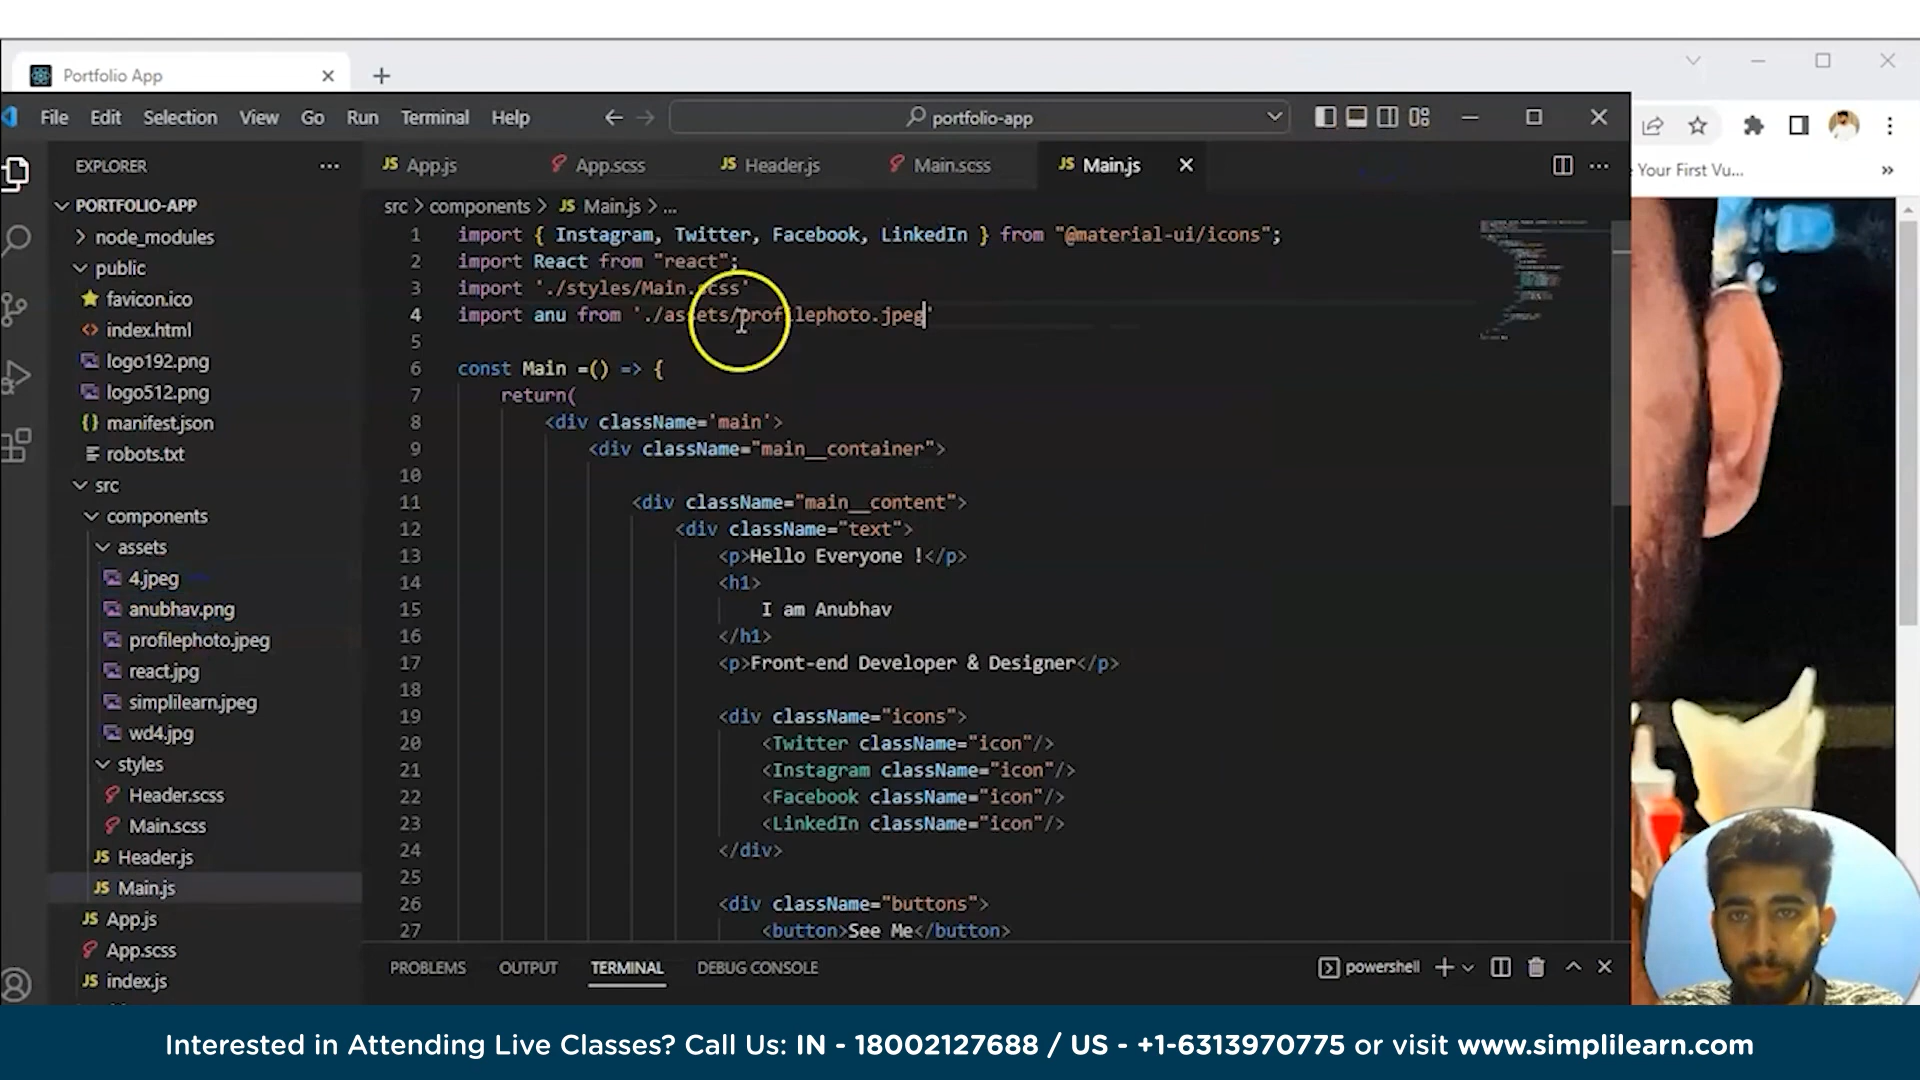 Portfolio App
File Edit Selection View Go Run Terminal Help
portfolio-app
Your First Vu...
EXPLORER
PORTFOLIO-APP
node_modules
public
favicon.ico
index.html
logo192.png
logo512.png
manifest.json
robots.txt
src
components
assets
4.jpeg
anubhav.png
profilephoto.jpeg
react.jpg
simplilearn.jpeg
wd4.jpg
styles
Header.scss
Main.scss
JS Header.js
JS Main.js
JS App.js
App.scss
JS index.js
JS App.js App.scss JS Header.js Main.scss JS Main.js
src > components > JS Main.js > ...
1 import { Instagram, Twitter, Facebook, LinkedIn } from "@material-ui/icons";
2 import React from "react";
3 import './styles/Main.scss'
4 import anu from './assets/profilephoto.jpeg'
5
6 const Main =() => {
7 return(
8 <div className='main'>
9 <div className="main__container">
10
11 <div className="main__content">
12 <div className="text">
13 <p>Hello Everyone !</p>
14 <h1>
15 I am Anubhav
16 </h1>
17 <p>Front-end Developer & Designer</p>
18
19 <div className="icons">
20 <Twitter className="icon"/>
21 <Instagram className="icon"/>
22 <Facebook className="icon"/>
23 <LinkedIn className="icon"/>
24 </div>
25
26 <div className="buttons">
27 <button>See Me</button>
PROBLEMS OUTPUT TERMINAL DEBUG CONSOLE
powershell
Interested in Attending Live Classes? Call Us: IN - 18002127688 / US - +1-6313970775 or visit www.simplilearn.com